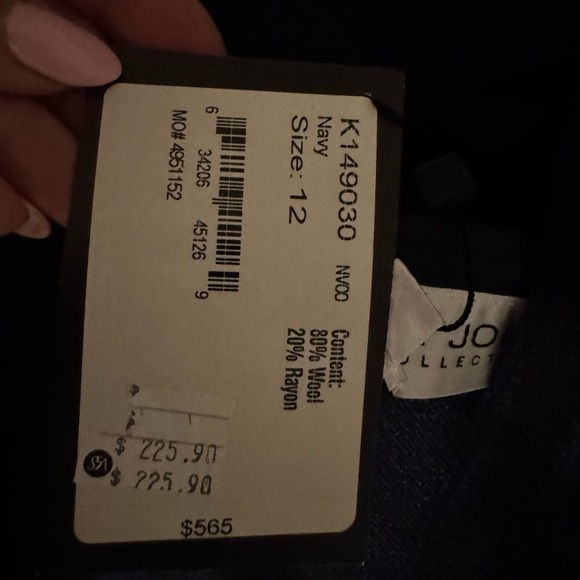 K149030 NV00
Navy
Size: 12
6 34206 45126 9
MO# 4951152
Content:
80% Wool
20% Rayon
225.90
225.90
$565
JO
LLECT